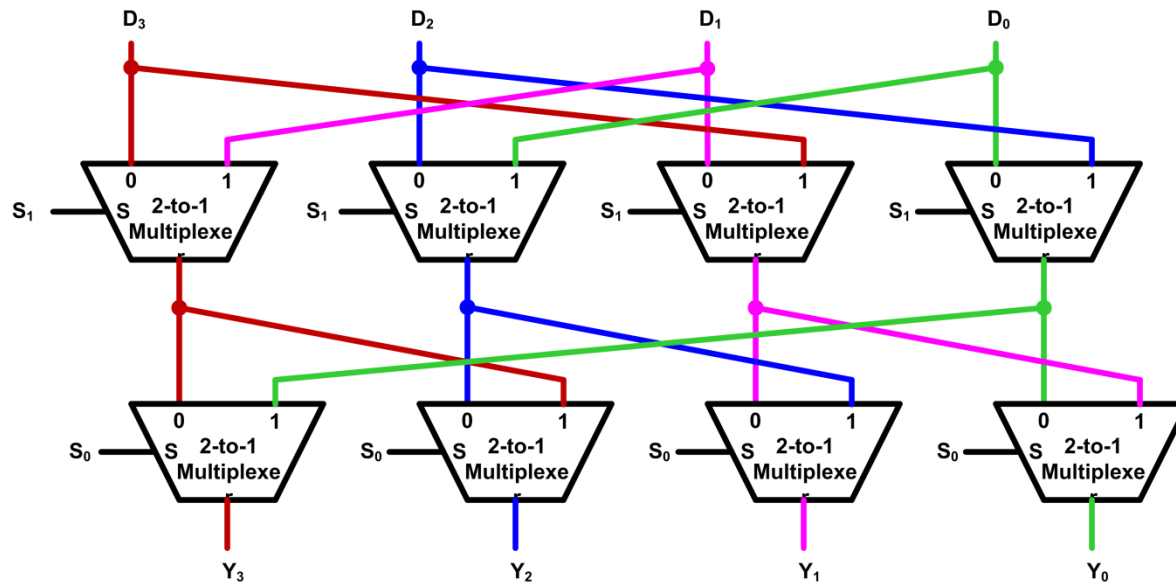 D₃ D₂ D₁ D₀
0 1 0 1 0 1 0 1
S₁ S 2-to-1 S₁ S 2-to-1 S₁ S 2-to-1 S₁ S 2-to-1
Multiplexe Multiplexe Multiplexe Multiplexe
r r r r
0 1 0 1 0 1 0 1
S₀ S 2-to-1 S₀ S 2-to-1 S₀ S 2-to-1 S₀ S 2-to-1
Multiplexe Multiplexe Multiplexe Multiplexe
r r r r
Y₃ Y₂ Y₁ Y₀